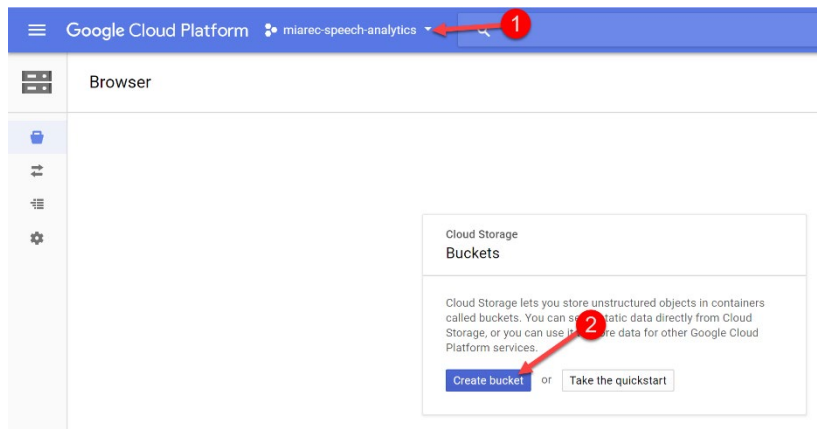 Google Cloud Platform miarec-speech-analytics 1
Browser
Cloud Storage
Buckets
Cloud Storage lets you store unstructured objects in containers
called buckets. You can static data directly from Cloud
Storage, or you can use data for other Google Cloud
Platform services.
2
Create bucket or Take the quickstart